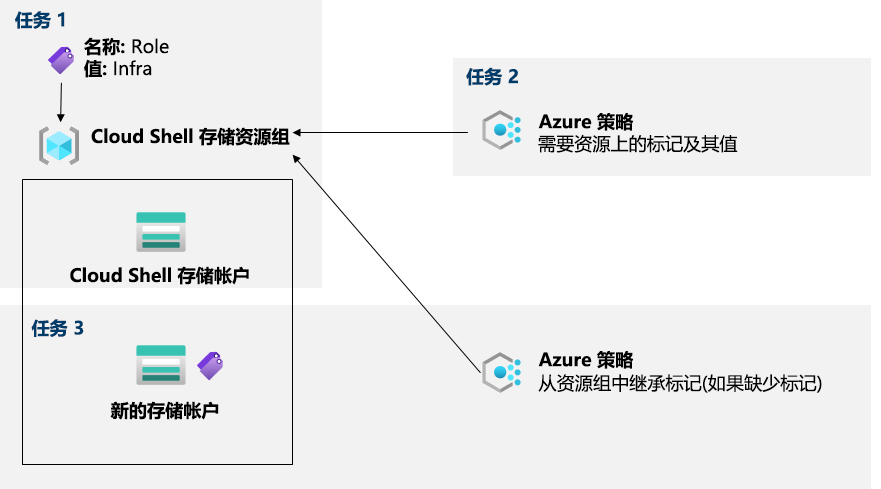 任务 1
名称: Role
值: Infra
Cloud Shell 存储资源组
任务 2
Azure 策略
需要资源上的标记及其值
Cloud Shell 存储帐户
任务 3
新的存储帐户
Azure 策略
从资源组中继承标记(如果缺少标记)